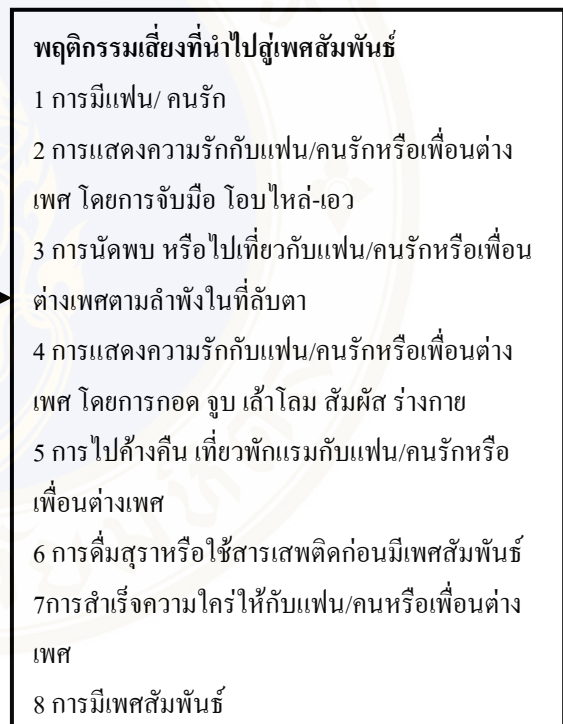 พฤติกรรมเสี่ยงที่นำไปสู่เพศสัมพันธ์
1 การมีแฟน/ คนรัก
2 การแสดงความรักกับแฟน/คนรักหรือเพื่อนต่าง
เพศ โดยการจับมือ โอบไหล่-เอว
3 การนัดพบ หรือไปเที่ยวกับแฟน/คนรักหรือเพื่อน
ต่างเพศตามลำพังในที่ลับตา
4 การแสดงความรักกับแฟน/คนรักหรือเพื่อนต่าง
เพศ โดยการกอด จูบ เล้าโลม สัมผัส ร่างกาย
5 การไปค้างคืน เที่ยวพักแรมกับแฟน/คนรักหรือ
เพื่อนต่างเพศ
6 การดื่มสุราหรือใช้สารเสพติดก่อนมีเพศสัมพันธ์
7การสำเร็จความใคร่ให้กับแฟน/คนหรือเพื่อนต่าง
เพศ
8 การมีเพศสัมพันธ์